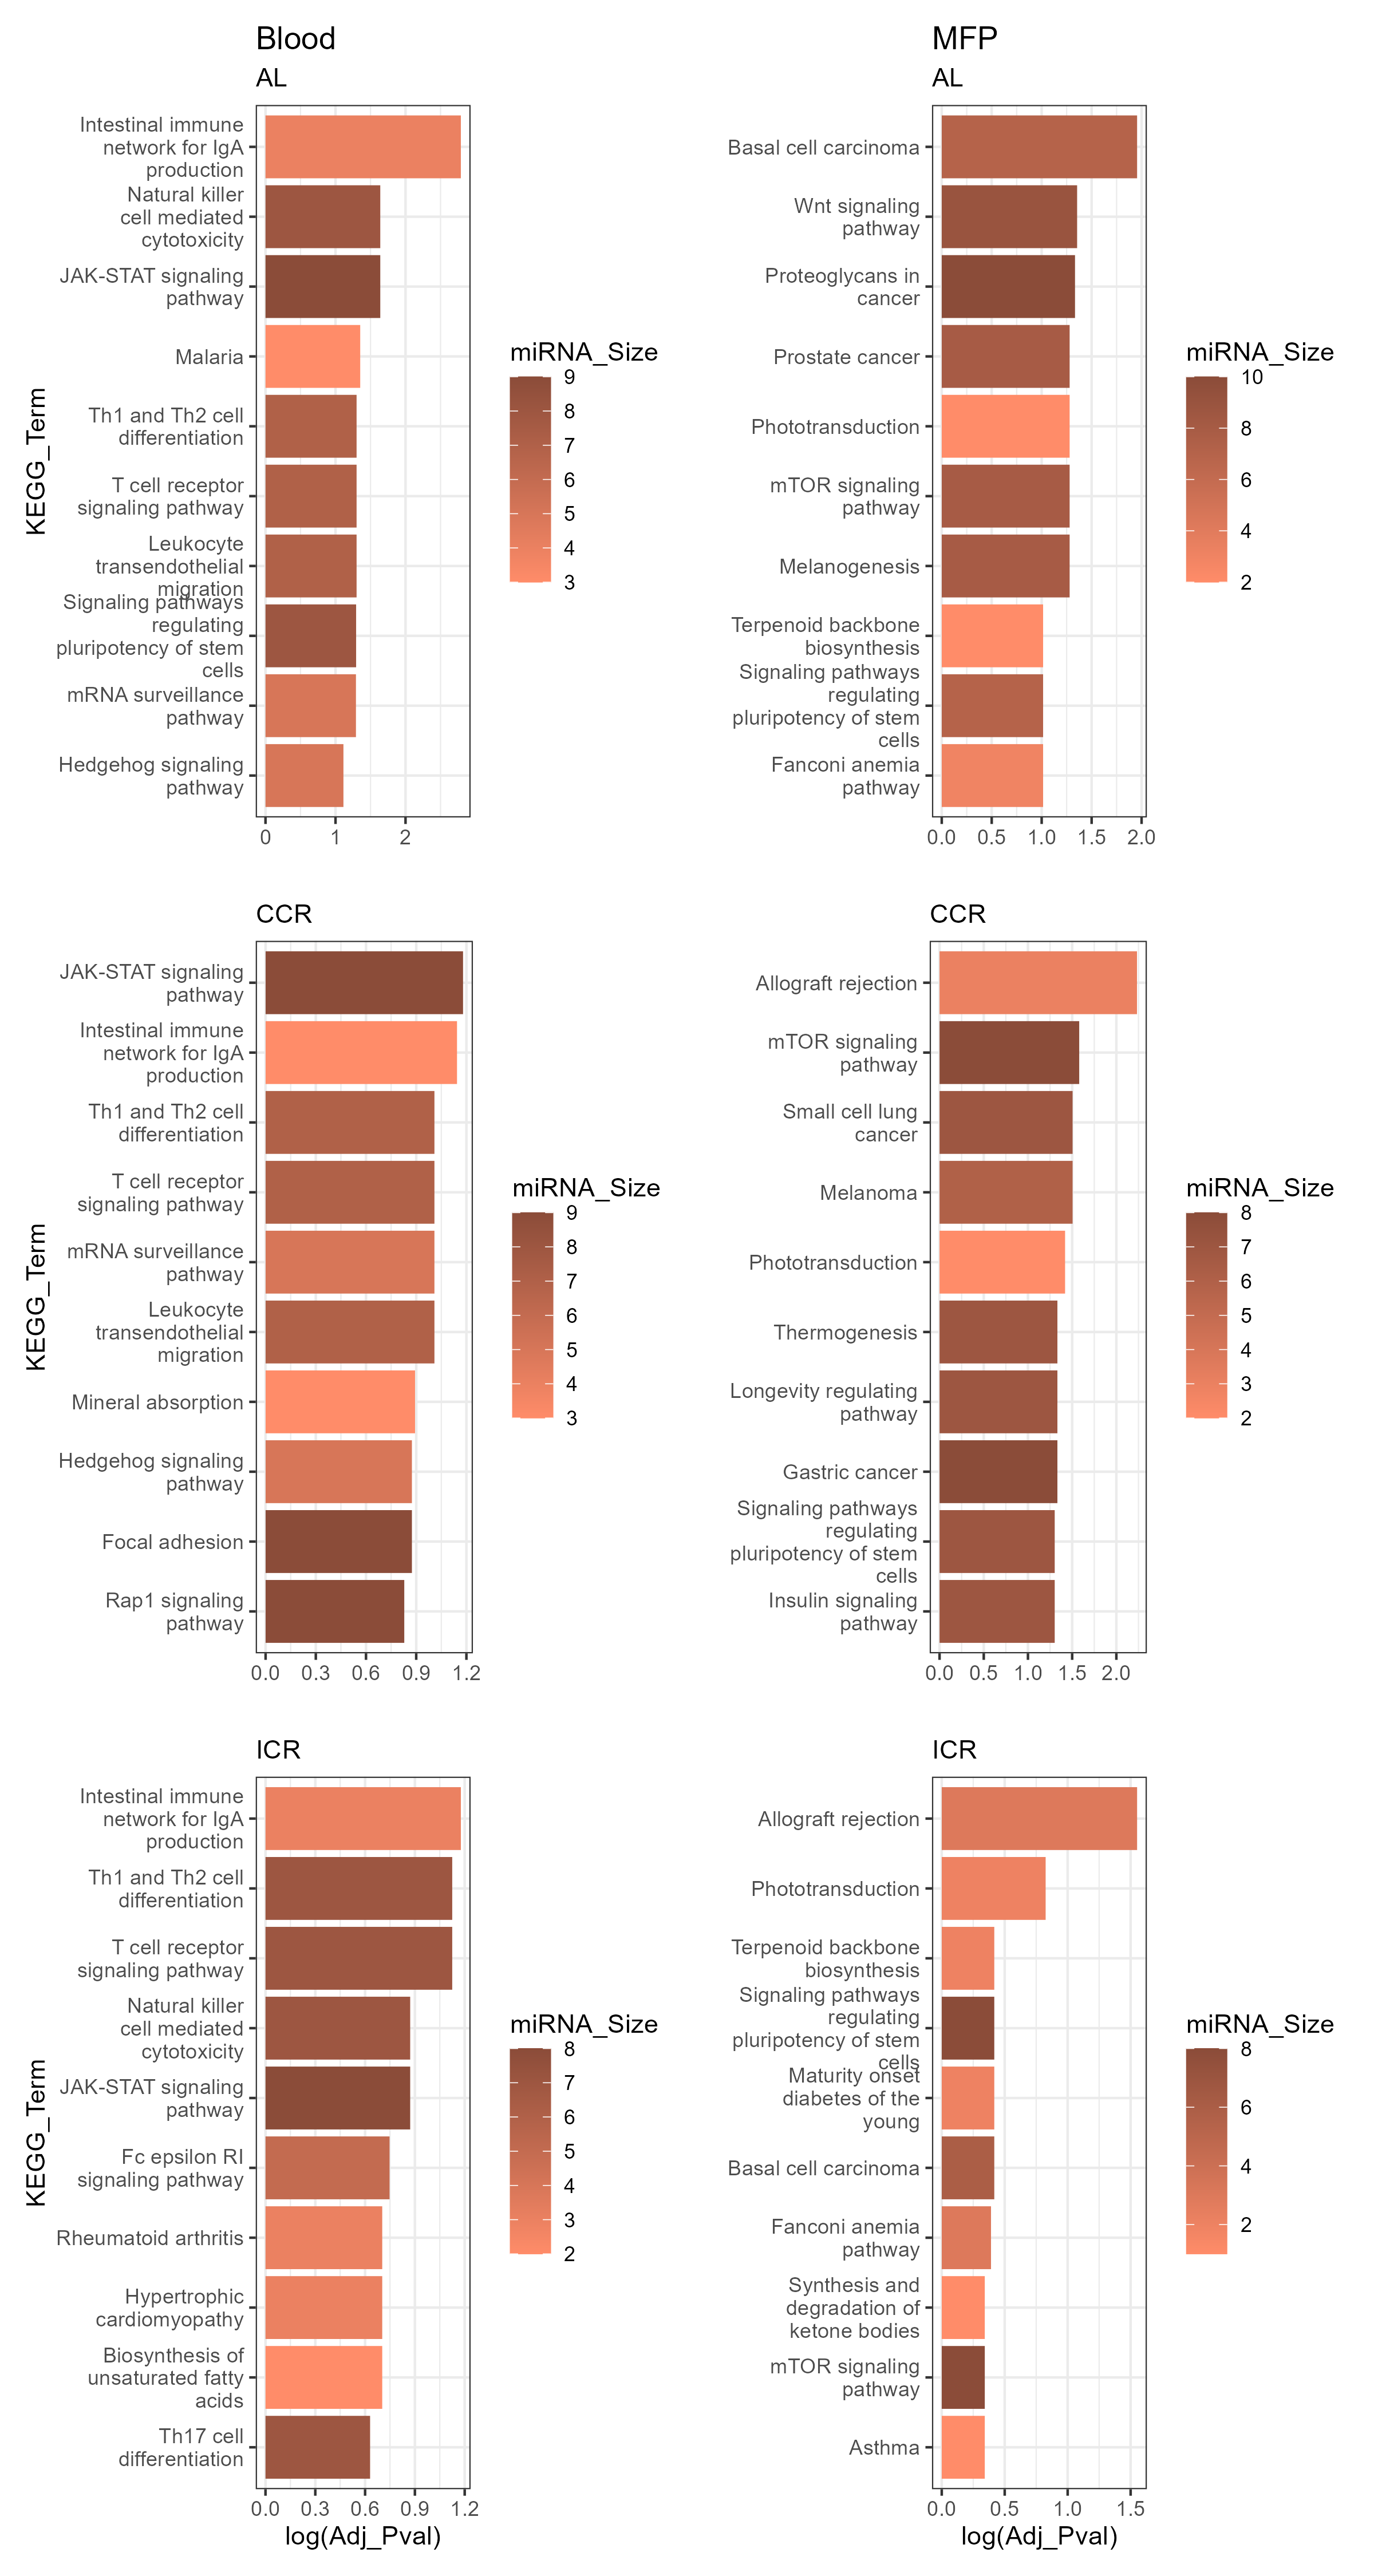 Blood
AL
KEGG_Term
Intestinal immune
network for IgA
production
Natural killer
cell mediated
cytotoxicity
JAK-STAT signaling
pathway
Malaria
Th1 and Th2 cell
differentiation
T cell receptor
signaling pathway
Leukocyte
transendothelial
migration
Signaling pathways
regulating
pluripotency of stem
cells
mRNA surveillance
pathway
Hedgehog signaling
pathway
0 1 2
miRNA_Size
9
8
7
6
5
4
3
MFP
AL
Basal cell carcinoma
Wnt signaling
pathway
Proteoglycans in
cancer
Prostate cancer
Phototransduction
mTOR signaling
pathway
Melanogenesis
Terpenoid backbone
biosynthesis
Signaling pathways
regulating
pluripotency of stem
cells
Fanconi anemia
pathway
0.0 0.5 1.0 1.5 2.0
miRNA_Size
10
8
6
4
2
CCR
KEGG_Term
JAK-STAT signaling
pathway
Intestinal immune
network for IgA
production
Th1 and Th2 cell
differentiation
T cell receptor
signaling pathway
mRNA surveillance
pathway
Leukocyte
transendothelial
migration
Mineral absorption
Hedgehog signaling
pathway
Focal adhesion
Rap1 signaling
pathway
0.0 0.3 0.6 0.9 1.2
miRNA_Size
9
8
7
6
5
4
3
CCR
Allograft rejection
mTOR signaling
pathway
Small cell lung
cancer
Melanoma
Phototransduction
Thermogenesis
Longevity regulating
pathway
Gastric cancer
Signaling pathways
regulating
pluripotency of stem
cells
Insulin signaling
pathway
0.0 0.5 1.0 1.5 2.0
miRNA_Size
8
7
6
5
4
3
2
ICR
KEGG_Term
Intestinal immune
network for IgA
production
Th1 and Th2 cell
differentiation
T cell receptor
signaling pathway
Natural killer
cell mediated
cytotoxicity
JAK-STAT signaling
pathway
Fc epsilon RI
signaling pathway
Rheumatoid arthritis
Hypertrophic
cardiomyopathy
Biosynthesis of
unsaturated fatty
acids
Th17 cell
differentiation
0.0 0.3 0.6 0.9 1.2
log(Adj_Pval)
miRNA_Size
8
7
6
5
4
3
2
ICR
Allograft rejection
Phototransduction
Terpenoid backbone
biosynthesis
Signaling pathways
regulating
pluripotency of stem
cells
Maturity onset
diabetes of the
young
Basal cell carcinoma
Fanconi anemia
pathway
Synthesis and
degradation of
ketone bodies
mTOR signaling
pathway
Asthma
0.0 0.5 1.0 1.5
log(Adj_Pval)
miRNA_Size
8
6
4
2